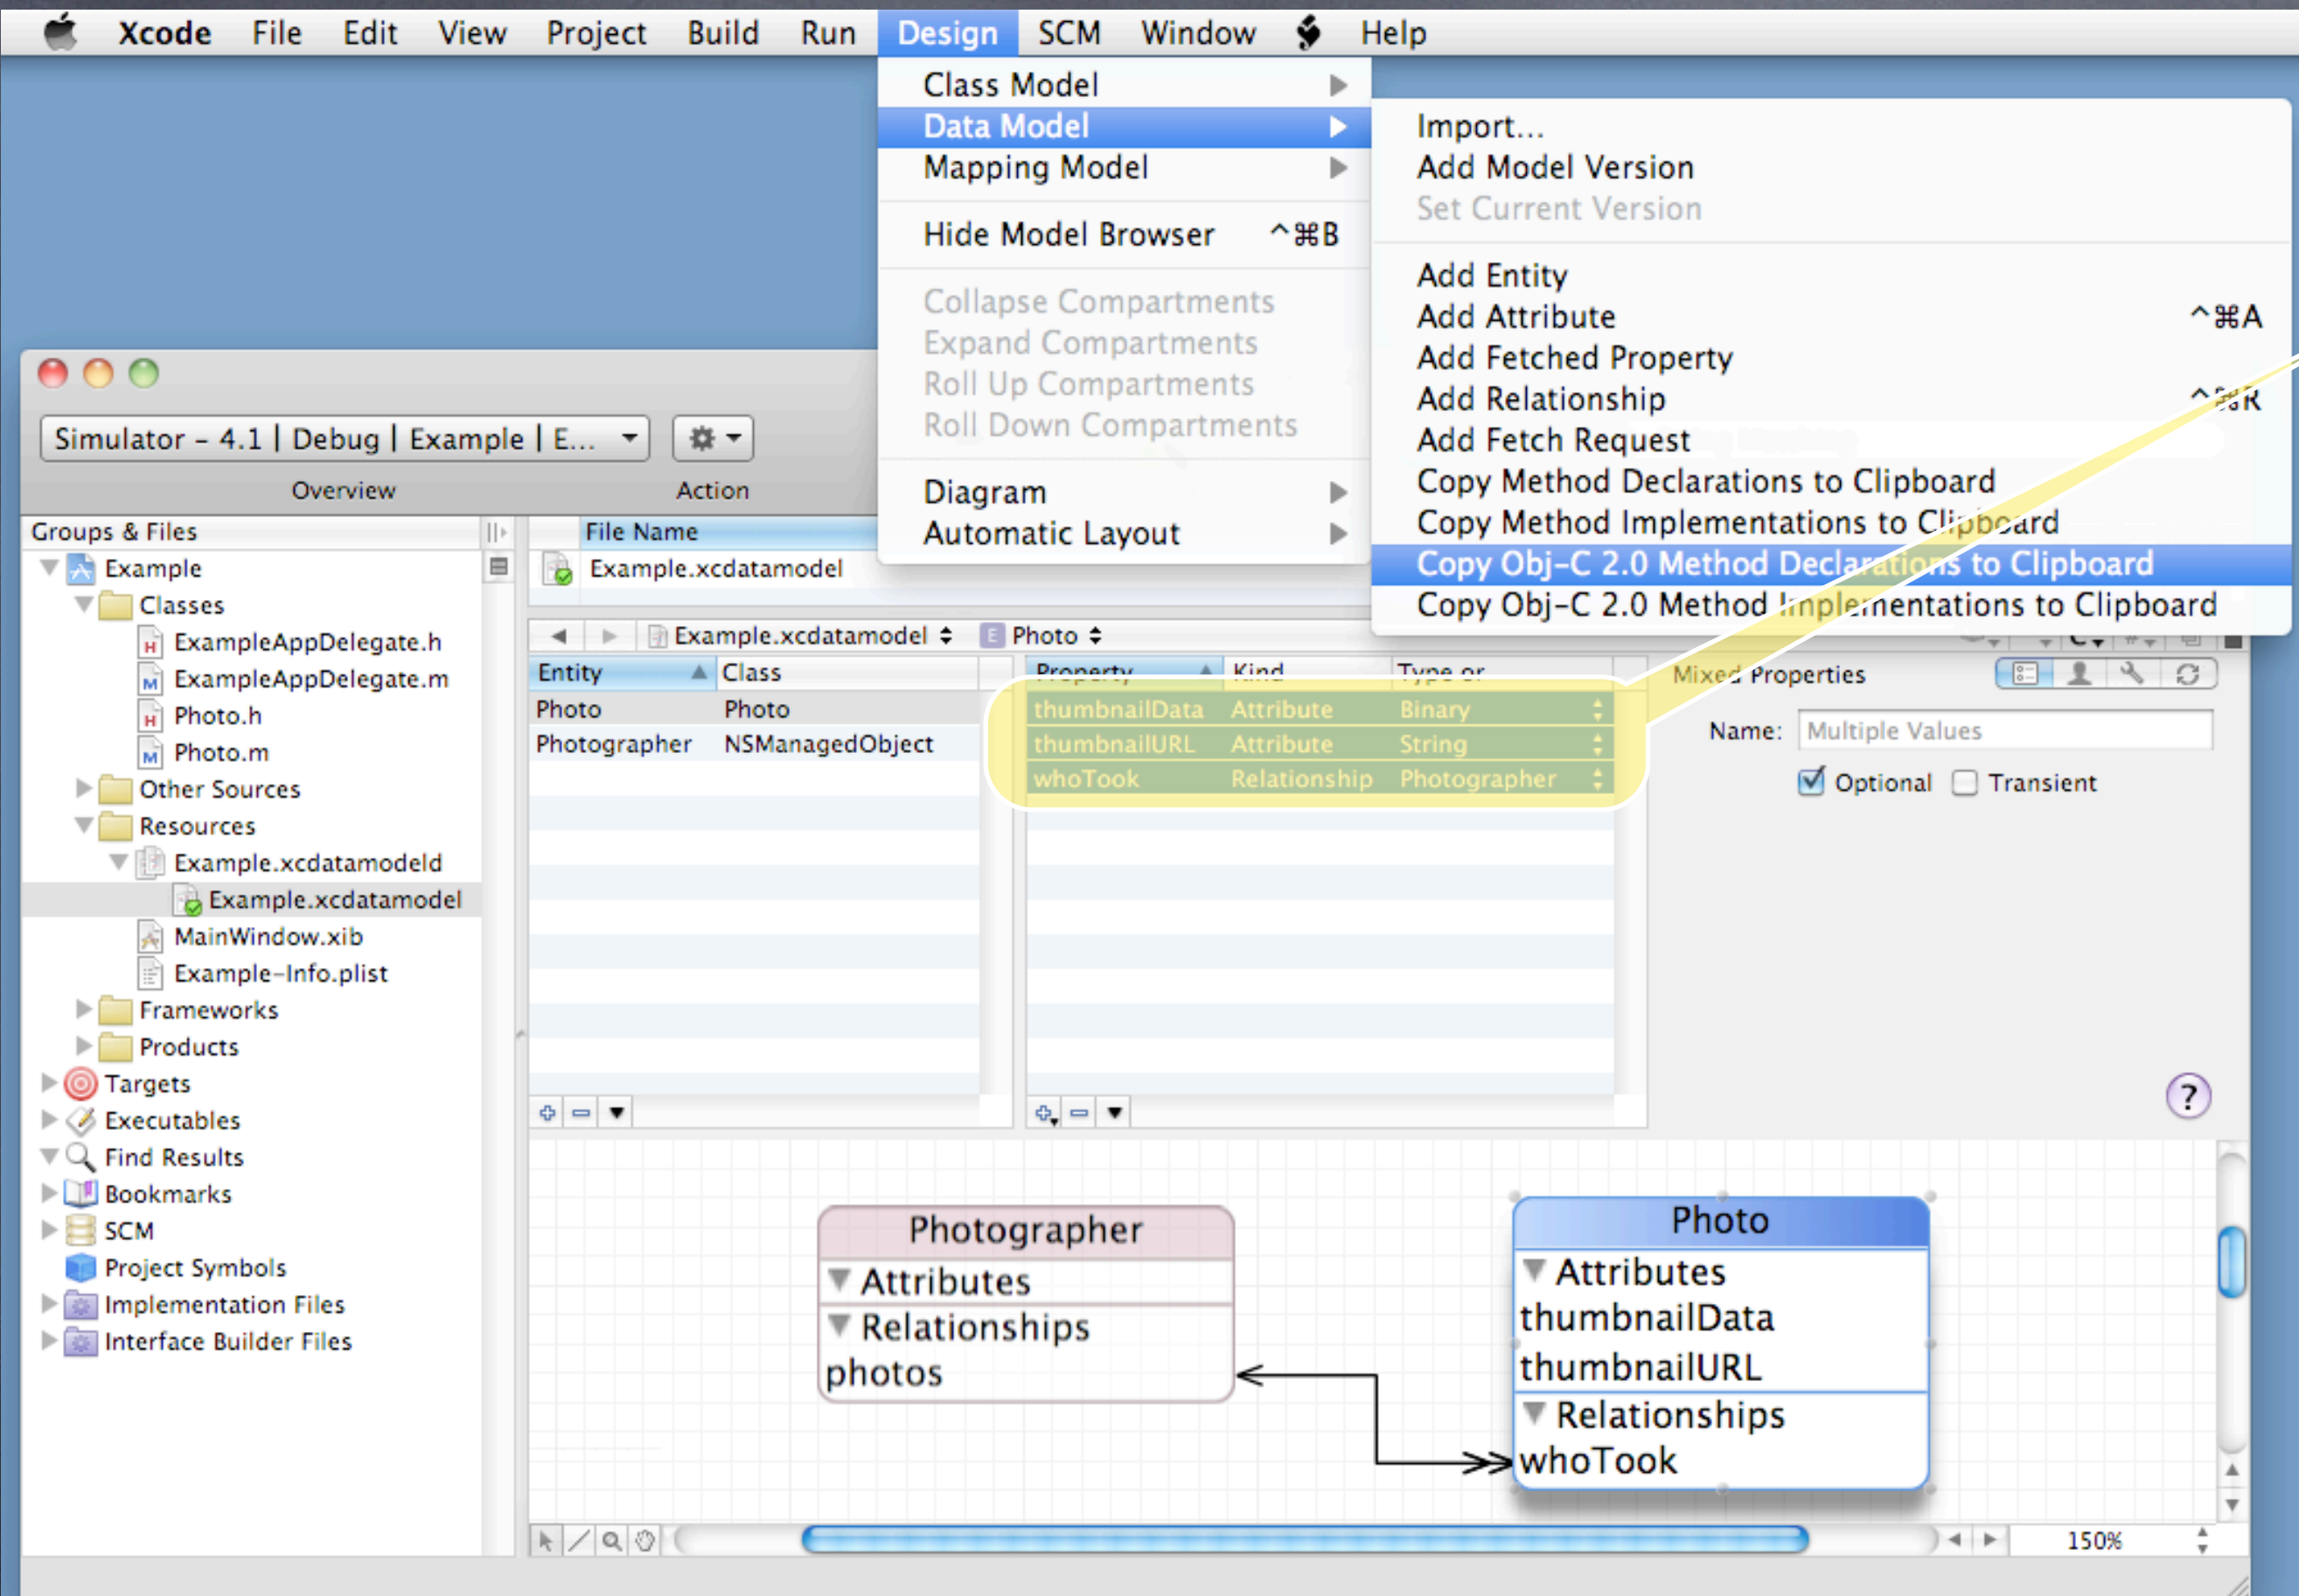 Xcode File Edit View Project Build Run Design SCM Window Help
Class Model
Data Model
Mapping Model
Hide Model Browser ^⌘B
Collapse Compartments
Expand Compartments
Roll Up Compartments
Roll Down Compartments
Diagram
Automatic Layout
Import...
Add Model Version
Set Current Version
Add Entity
Add Attribute ^⌘A
Add Fetched Property
Add Relationship ^⌘R
Add Fetch Request
Copy Method Declarations to Clipboard
Copy Method Implementations to Clipboard
Copy Obj-C 2.0 Method Declarations to Clipboard
Copy Obj-C 2.0 Method Implementations to Clipboard
Simulator - 4.1 | Debug | Example | E...
Overview Action
Groups & Files
Example
Classes
ExampleAppDelegate.h
ExampleAppDelegate.m
Photo.h
Photo.m
Other Sources
Resources
Example.xcdatamodeld
Example.xcdatamodel
MainWindow.xib
Example-Info.plist
Frameworks
Products
Targets
Executables
Find Results
Bookmarks
SCM
Project Symbols
Implementation Files
Interface Builder Files
File Name
Example.xcdatamodel
Example.xcdatamodel Photo
Entity Class
Photo Photo
Photographer NSManagedObject
Property Kind Type or
thumbnailData Attribute Binary
thumbnailURL Attribute String
whoTook Relationship Photographer
Mixed Properties
Name: Multiple Values
Optional Transient
?
Photographer
Attributes
Relationships
photos
Photo
Attributes
thumbnailData
thumbnailURL
Relationships
whoTook
150%